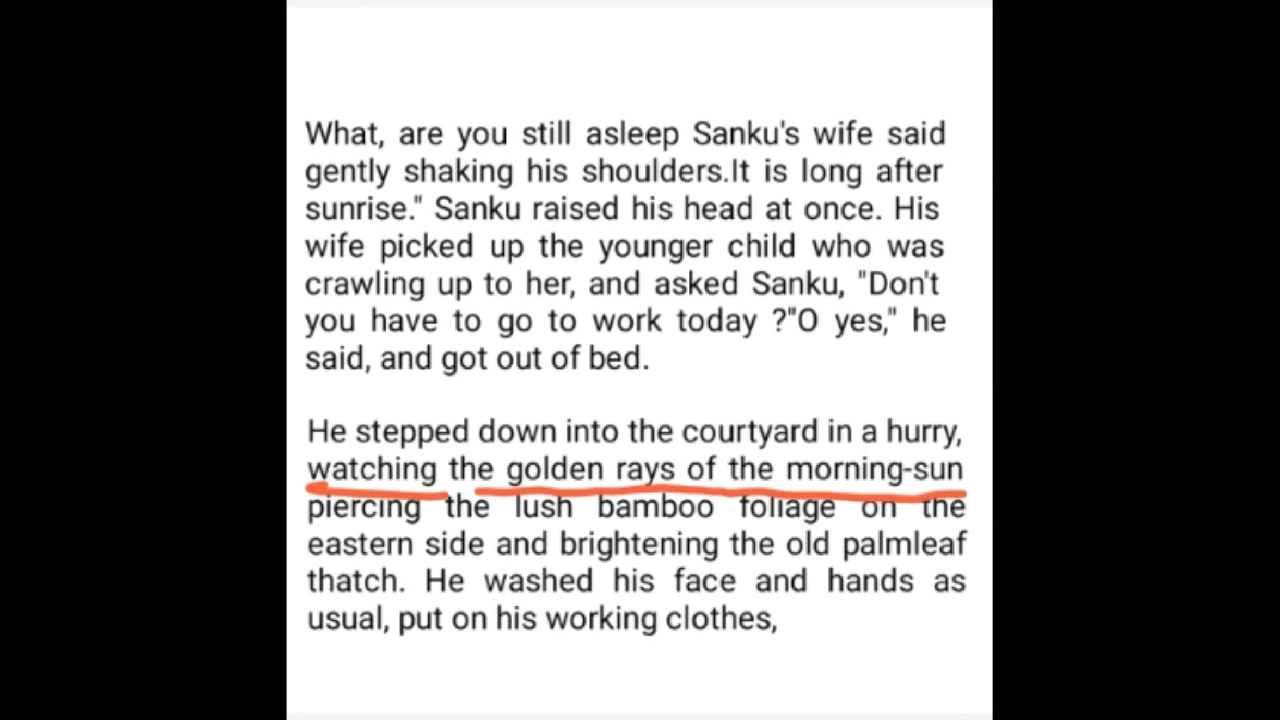 What, are you still asleep Sanku's wife said
gently shaking his shoulders.It is long after
sunrise." Sanku raised his head at once. His
wife picked up the younger child who was
crawling up to her, and asked Sanku, "Don't
you have to go to work today ?"O yes," he
said, and got out of bed.
He stepped down into the courtyard in a hurry,
watching the golden rays of the morning-sun
piercing the lush bamboo foliage on the
eastern side and brightening the old palmleaf
thatch. He washed his face and hands as
usual, put on his working clothes,